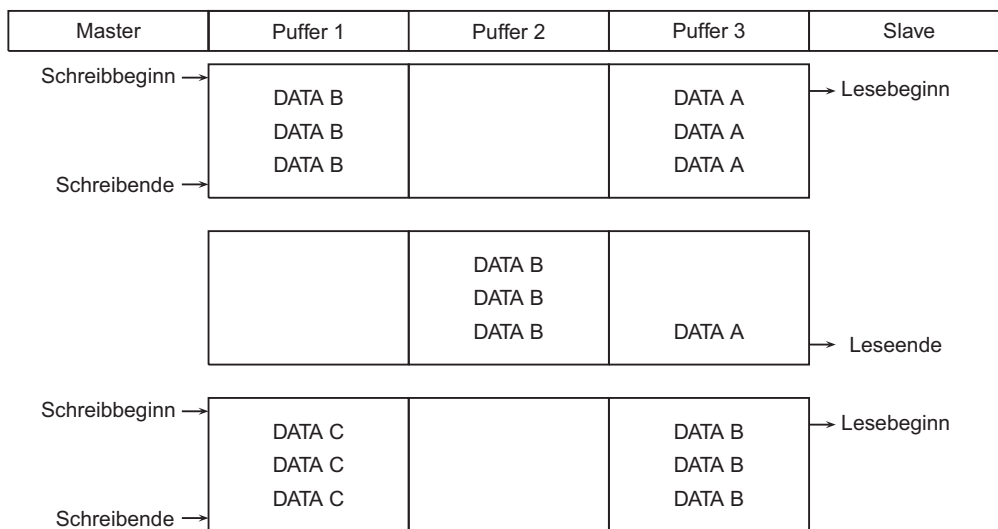 Master Puffer 1 Puffer 2 Puffer 3 Slave
Schreibbeginn
DATA B DATA A Lesebeginn
DATA B DATA A
DATA B DATA A
Schreibende
DATA B
DATA B
DATA B DATA A
Leseende
Schreibbeginn
DATA C DATA B Lesebeginn
DATA C DATA B
DATA C DATA B
Schreibende